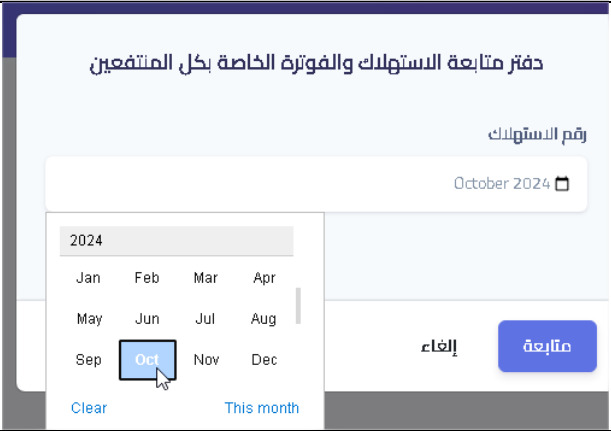 دفتر متابعة الاستهلاك والفوترة الخاصة بكل المنتفعين
رقم الاستهلاك
October 2024
2024
Jan Feb Mar Apr
May Jun Jul Aug
Sep Oct Nov Dec
Clear This month
متابعة إلغاء